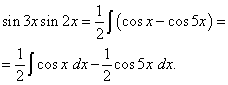 sin 3x sin 2x = 1/2 ∫ (cos x − cos 5x) =
= 1/2 ∫ cos x dx − 1/2 cos 5x dx.